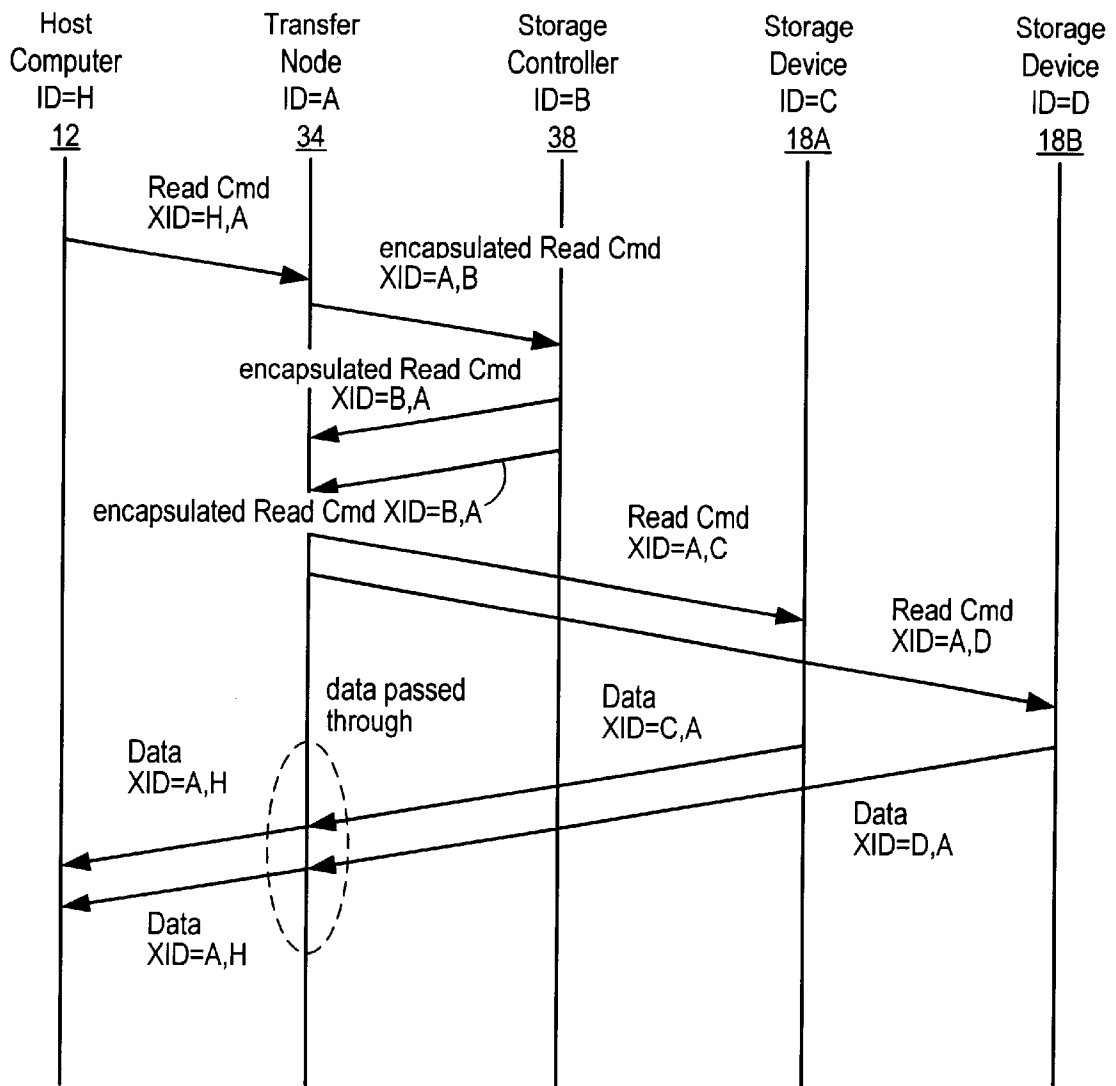 Host
Computer
ID=H
12
Transfer
Node
ID=A
34
Storage
Controller
ID=B
38
Storage
Device
ID=C
18A
Storage
Device
ID=D
18B
Read Cmd
XID=H,A
encapsulated Read Cmd
XID=A,B
encapsulated Read Cmd
XID=B,A
encapsulated Read Cmd XID=B,A
Read Cmd
XID=A,C
Read Cmd
XID=A,D
data passed
through
Data
XID=C,A
Data
XID=A,H
Data
XID=D,A
Data
XID=A,H